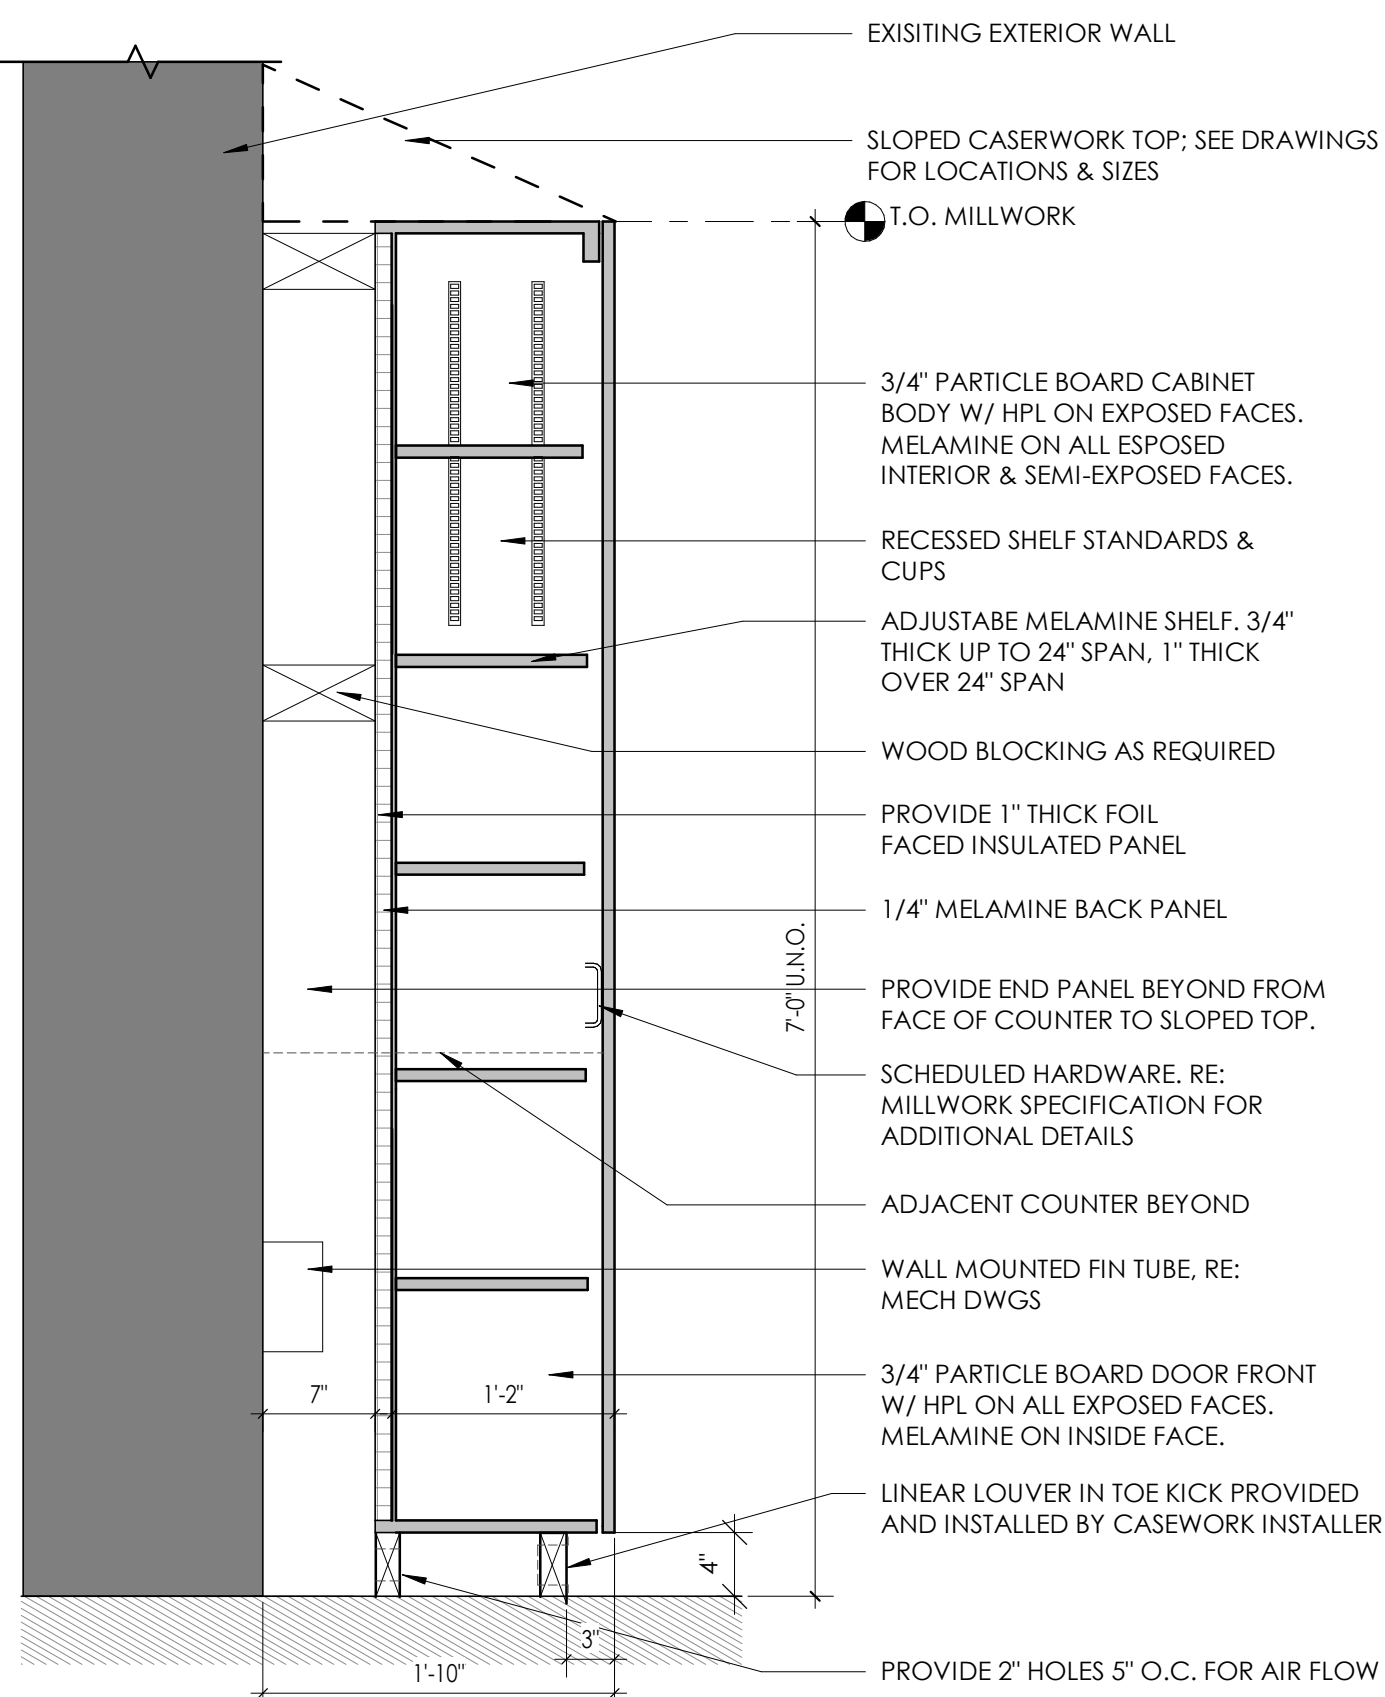 EXISITING EXTERIOR WALL
SLOPED CASERWORK TOP; SEE DRAWINGS
FOR LOCATIONS & SIZES
T.O. MILLWORK
3/4" PARTICLE BOARD CABINET
BODY W/ HPL ON EXPOSED FACES.
MELAMINE ON ALL ESPOSED
INTERIOR & SEMI-EXPOSED FACES.
RECESSED SHELF STANDARDS &
CUPS
ADJUSTABE MELAMINE SHELF. 3/4"
THICK UP TO 24" SPAN, 1" THICK
OVER 24" SPAN
WOOD BLOCKING AS REQUIRED
PROVIDE 1" THICK FOIL
FACED INSULATED PANEL
1/4" MELAMINE BACK PANEL
7'-0" U.N.O.
PROVIDE END PANEL BEYOND FROM
FACE OF COUNTER TO SLOPED TOP.
SCHEDULED HARDWARE. RE:
MILLWORK SPECIFICATION FOR
ADDITIONAL DETAILS
ADJACENT COUNTER BEYOND
WALL MOUNTED FIN TUBE, RE:
MECH DWGS
3/4" PARTICLE BOARD DOOR FRONT
W/ HPL ON ALL EXPOSED FACES.
MELAMINE ON INSIDE FACE.
7"
1'-2"
LINEAR LOUVER IN TOE KICK PROVIDED
AND INSTALLED BY CASEWORK INSTALLER
4"
3"
1'-10"
PROVIDE 2" HOLES 5" O.C. FOR AIR FLOW